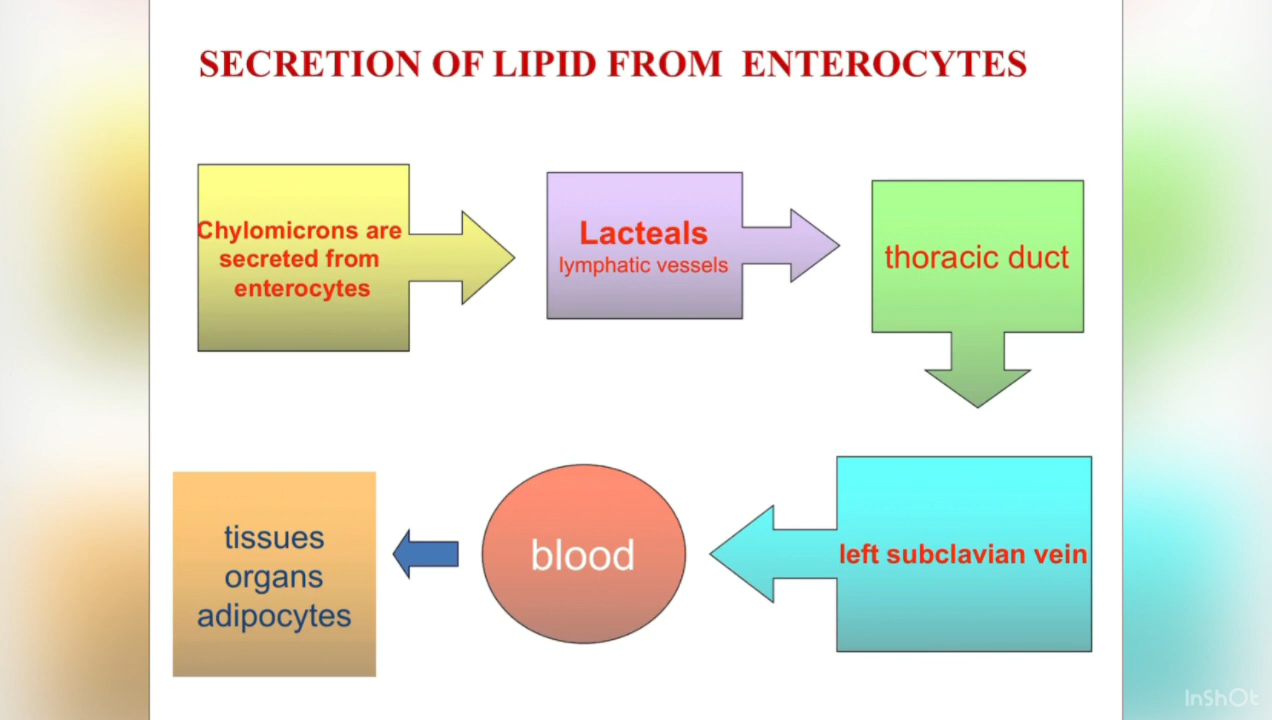 SECRETION OF LIPID FROM ENTEROCYTES
Chylomicrons are
secreted from
enterocytes
Lacteals
lymphatic vessels
thoracic duct
left subclavian vein
blood
tissues
organs
adipocytes
InShOt